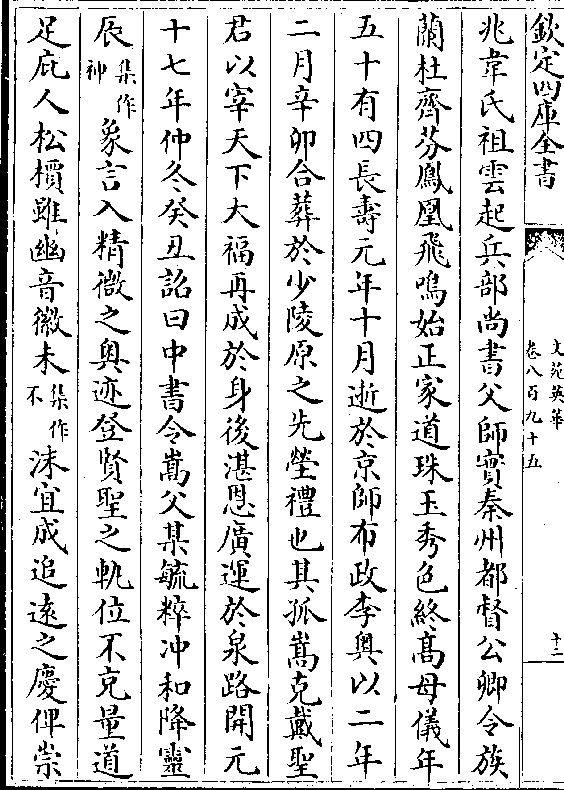 欽定四庫全書
文苑英華
卷八百九十五
十二
兆韋氏祖雲起兵部尚書父師實秦州都督公卿令族
蘭杜齊芬鳳凰飛鳴始正家道珠玉秀色終髙母儀年
五十有四長壽元年十月逝於京師布政李輿以二年
二月辛卯合葬於少陵原之先塋禮也其孤嵩克戴聖
君以宰天下大福再成於身後湛恩廣運於泉路開元
十七年仲冬癸丑詔曰中書令嵩父某毓粹冲和降靈
辰集作神象言入精微之奥迹登賢聖之軌位不充量道
足庇人松檟雖幽音徽未集作不沬宜成追逺之慶俾崇